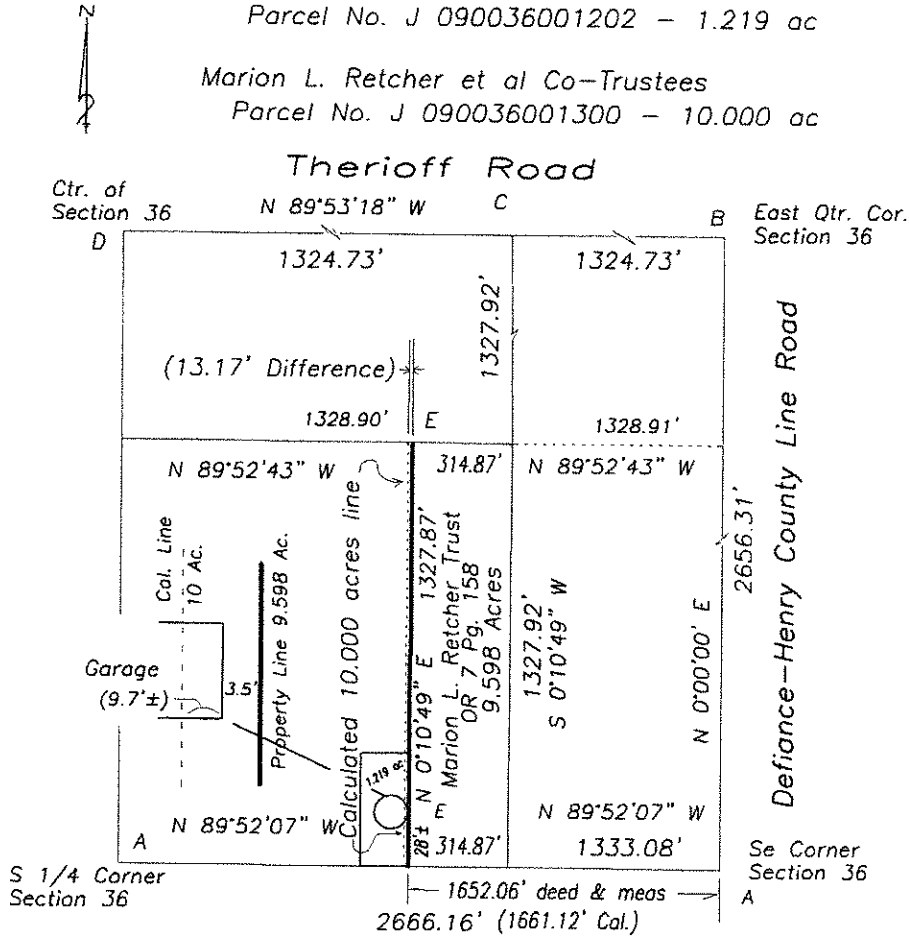 N
Parcel No. J 090036001202 – 1.219 ac
Marion L. Retcher et al Co–Trustees
Parcel No. J 090036001300 – 10.000 ac
Therioff Road
Ctr. of
Section 36
N 89°53'18" W
C
B
East Qtr. Cor.
Section 36
D
1324.73'
1324.73'
1327.92'
(13.17' Difference)
1328.90'
E
1328.91'
N 89°52'43" W
314.87'
N 89°52'43" W
2656.31'
Defiance–Henry County Line Road
Cal. Line
10 Ac.
Property Line 9.598 Ac.
Calculated 10.000 acres line
N 0°10'49" E 1327.87'
Marion L. Retcher Trust
OR 7 Pg. 158
9.598 Acres
1327.92'
S 0°10'49" W
N 0°00'00' E
Garage
(9.7'±)
3.5'
1.219 ac
N 89°52'07" W
E
N 89°52'07" W
A
28'±
314.87'
1333.08'
Se Corner
Section 36
S 1/4 Corner
Section 36
1652.06' deed & meas
A
2666.16' (1661.12' Cal.)